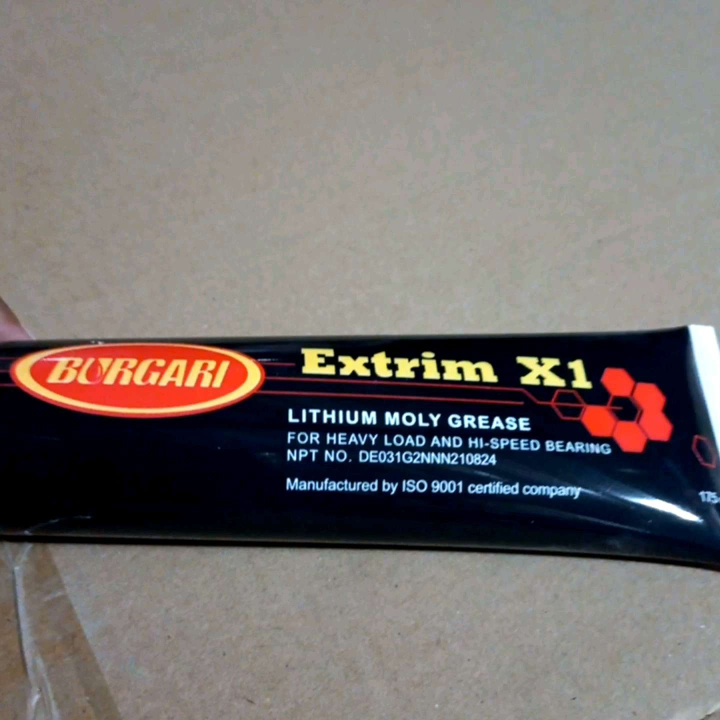 BURGARI
Extrim X1
LITHIUM MOLY GREASE
FOR HEAVY LOAD AND HI-SPEED BEARING
NPT NO. DE031G2NNN210824
Manufactured by ISO 9001 certified company
175